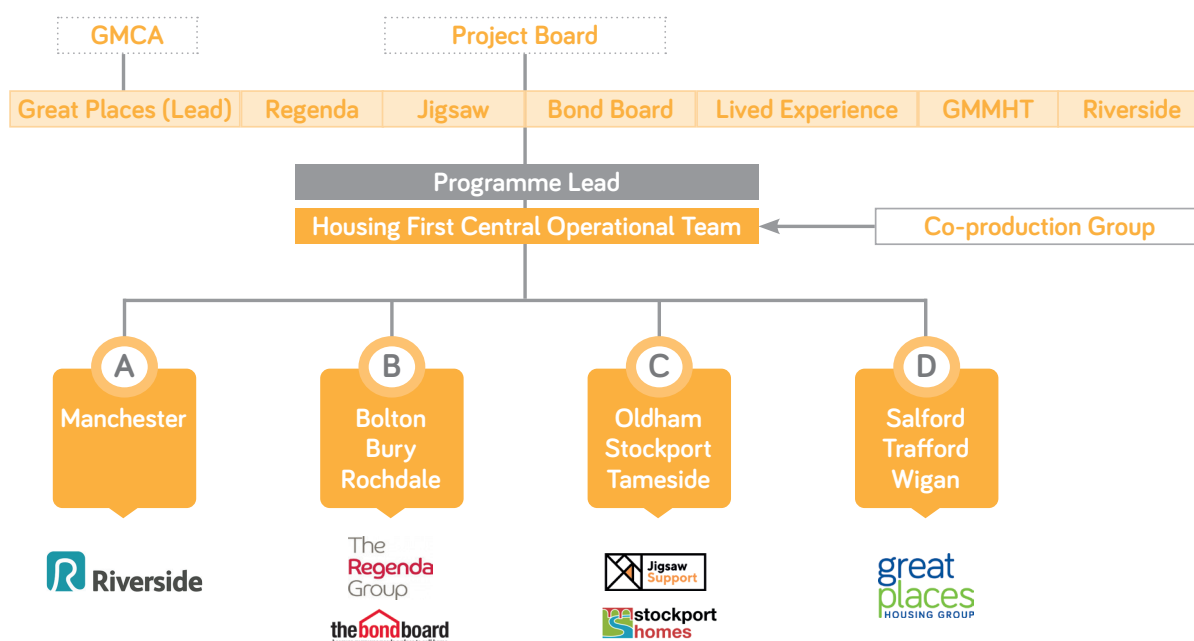 GMCA
Project Board
Great Places (Lead)
Regenda
Jigsaw
Bond Board
Lived Experience
GMMHT
Riverside
Programme Lead
Housing First Central Operational Team
Co-production Group
A
Manchester
B
Bolton
Bury
Rochdale
C
Oldham
Stockport
Tameside
D
Salford
Trafford
Wigan
Riverside
The
Regenda
Group
thebondboard
Jigsaw
Support
stockport
homes
great
places
HOUSING GROUP